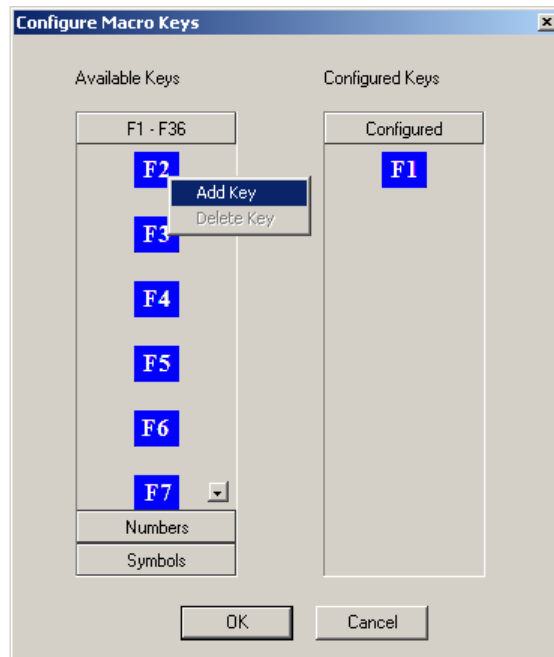 Configure Macro Keys
Available Keys
Configured Keys
F1 - F36
Configured
F2
F1
Add Key
Delete Key
F3
F4
F5
F6
F7
Numbers
Symbols
OK
Cancel